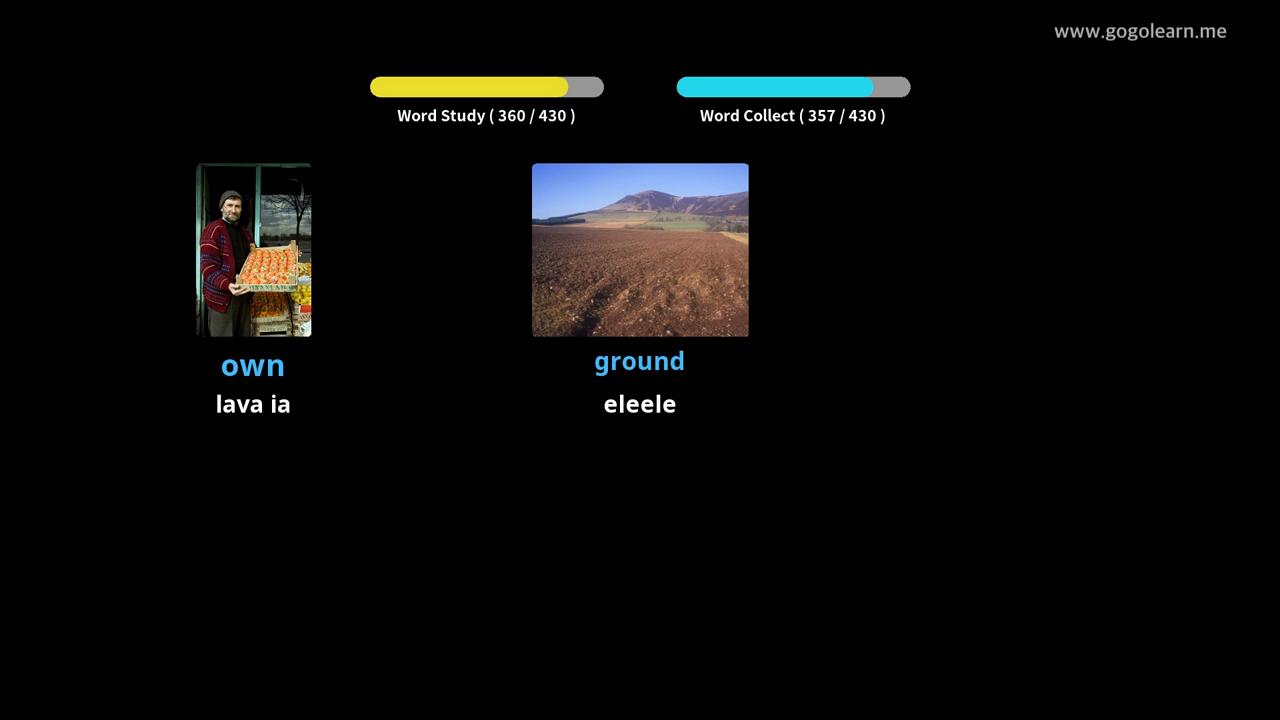 www.gogolearn.me
Word Study ( 360 / 430 )
Word Collect ( 357 / 430 )
own
lava ia
ground
eleele